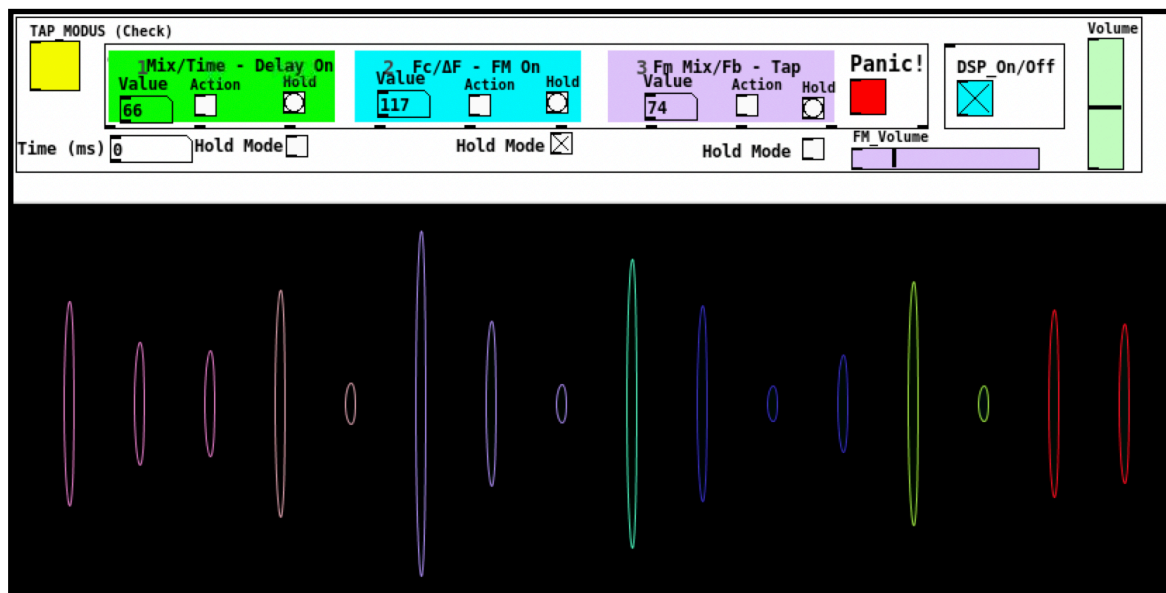 TAP_MODUS (Check)
Volume
1Mix/Time - Delay On
Value
Action
Hold
66
2 Fc/ΔF - FM On
Value
Action
Hold
117
3 Fm Mix/Fb - Tap
Value
Action
Hold
74
Panic!
DSP_On/Off
Time (ms)
0
Hold Mode
Hold Mode
Hold Mode
FM_Volume